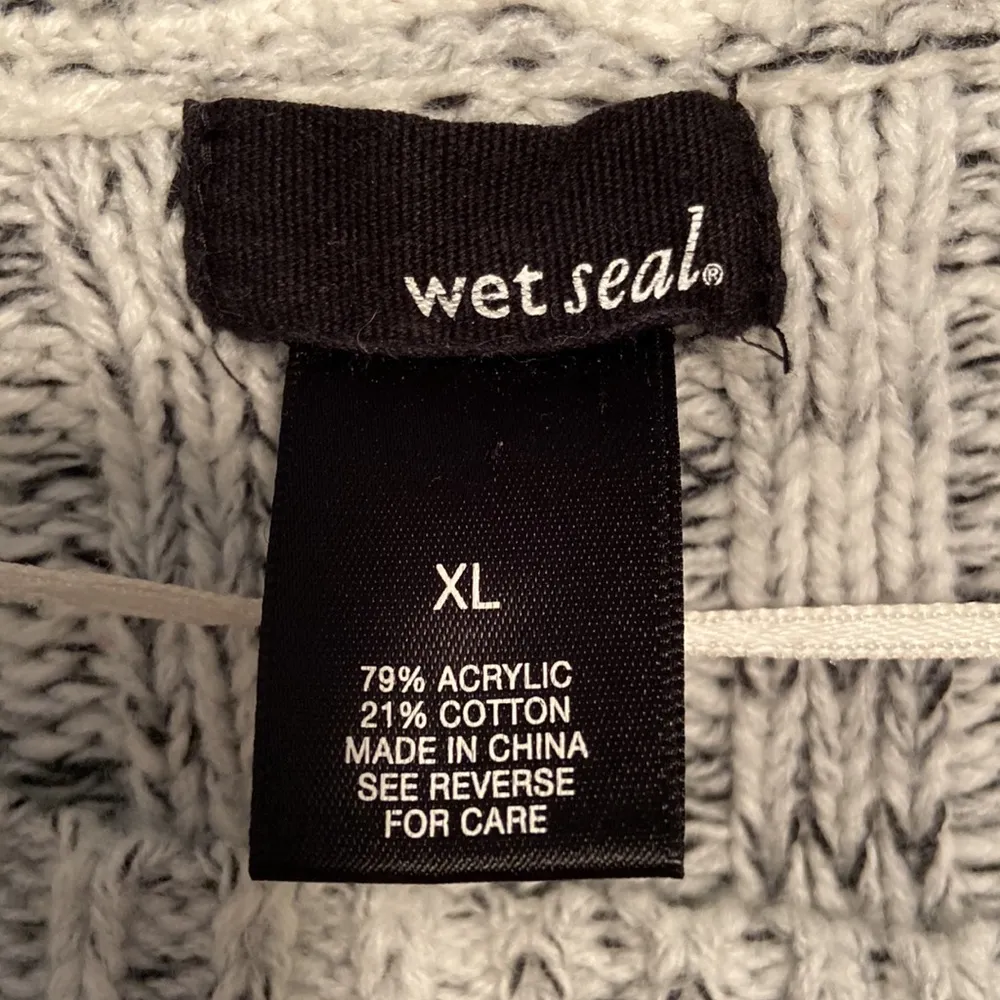 wet seal®
XL
79% ACRYLIC
21% COTTON
MADE IN CHINA
SEE REVERSE
FOR CARE